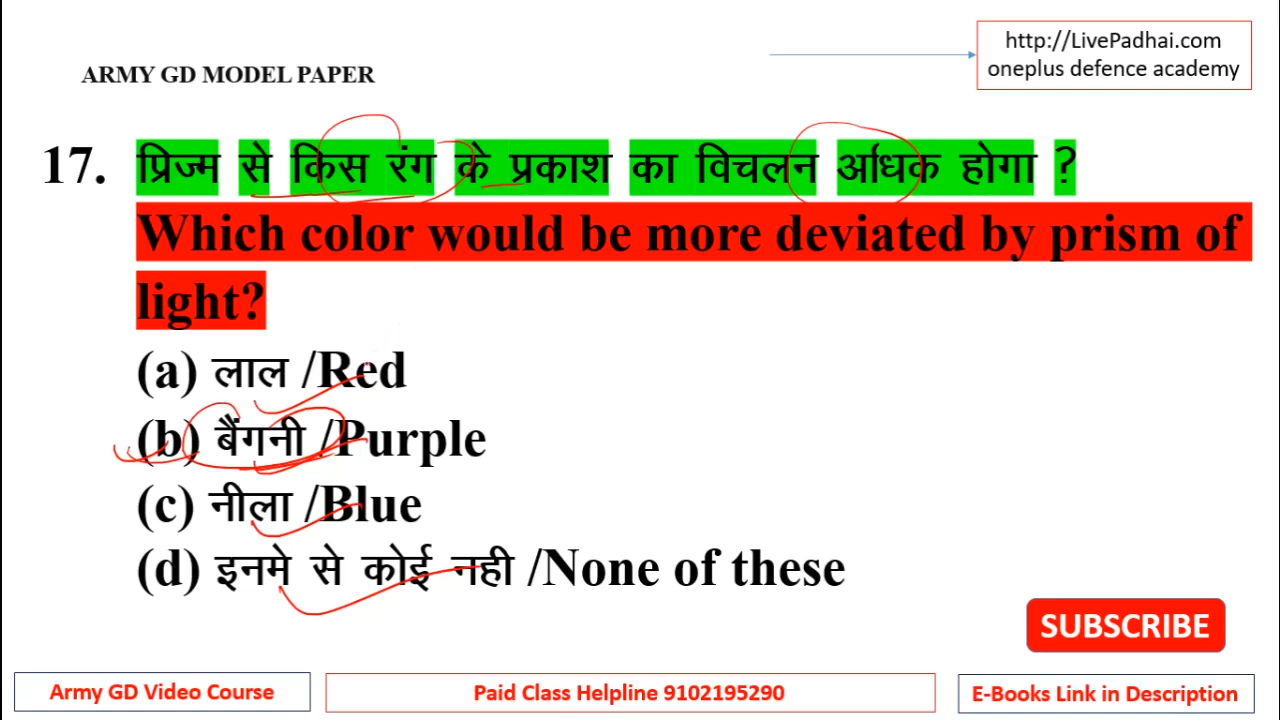 http://LivePadhai.com
oneplus defence academy
ARMY GD MODEL PAPER
17. प्रिज्म से किस रंग के प्रकाश का विचलन अधिक होगा ?
Which color would be more deviated by prism of
light?
(a) लाल /Red
(b) बैंगनी /Purple
(c) नीला /Blue
(d) इनमे से कोई नही /None of these
SUBSCRIBE
Army GD Video Course
Paid Class Helpline 9102195290
E-Books Link in Description